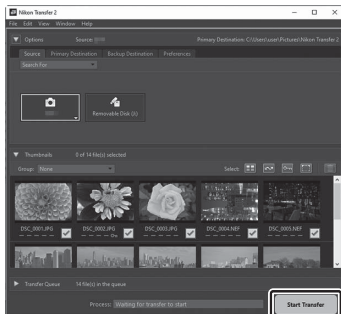 Nikon Transfer 2
File Edit View Window Help
Options Source: Primary Destination: C:\Users\user\Pictures\Nikon Transfer 2
Source Primary Destination Backup Destination Preferences
Search For
Removable Disk (J:)
Thumbnails 0 of 14 file(s) selected
Group: None Select:
DSC_0001.JPG DSC_0002.JPG DSC_0003.JPG DSC_0004.NEF DSC_0005.NEF
Transfer Queue 14 file(s) in the queue
Process: Waiting for transfer to start Start Transfer